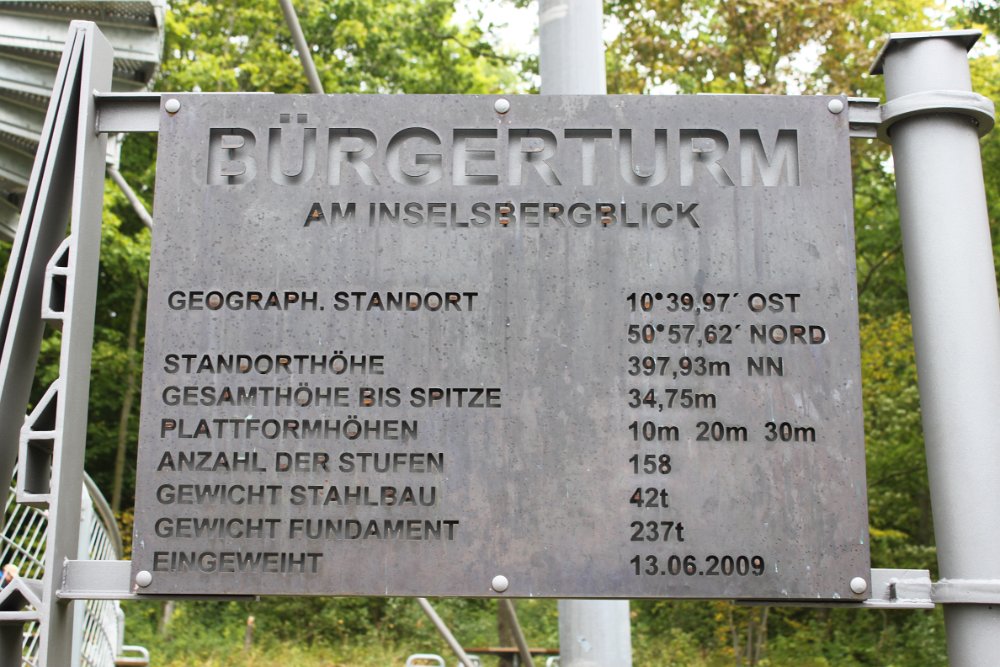 BÜRGERTURM
AM INSELSBERGBLICK
GEOGRAPH. STANDORT 10°39,97´ OST
50°57,62´ NORD
STANDORTHÖHE 397,93m NN
GESAMTHÖHE BIS SPITZE 34,75m
PLATTFORMHÖHEN 10m 20m 30m
ANZAHL DER STUFEN 158
GEWICHT STAHLBAU 42t
GEWICHT FUNDAMENT 237t
EINGEWEIHT 13.06.2009